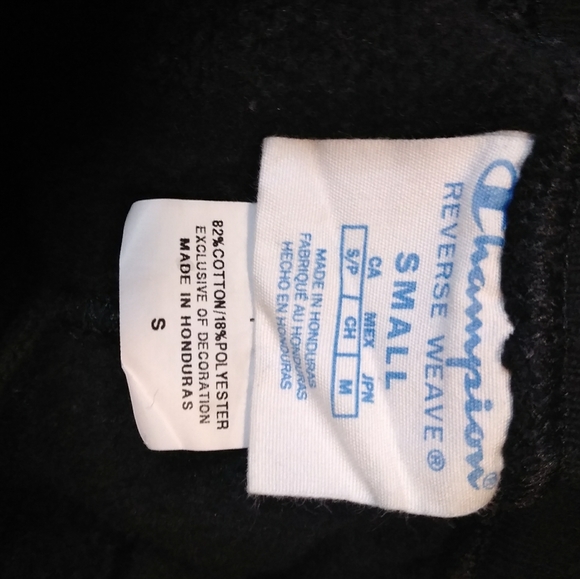 Champion®
REVERSE WEAVE®
SMALL
CA MEX JPN
S/P CH M
MADE IN HONDURAS
FABRIQUÉ AU HONDURAS
HECHO EN HONDURAS
82%COTTON/18%POLYESTER
EXCLUSIVE OF DECORATION
MADE IN HONDURAS
S